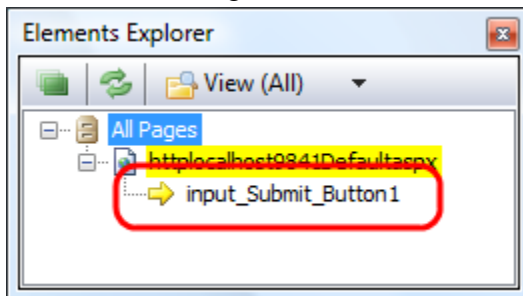 Elements Explorer
View (All)
All Pages
httplocalhost9841Defaultaspx
input_Submit_Button1